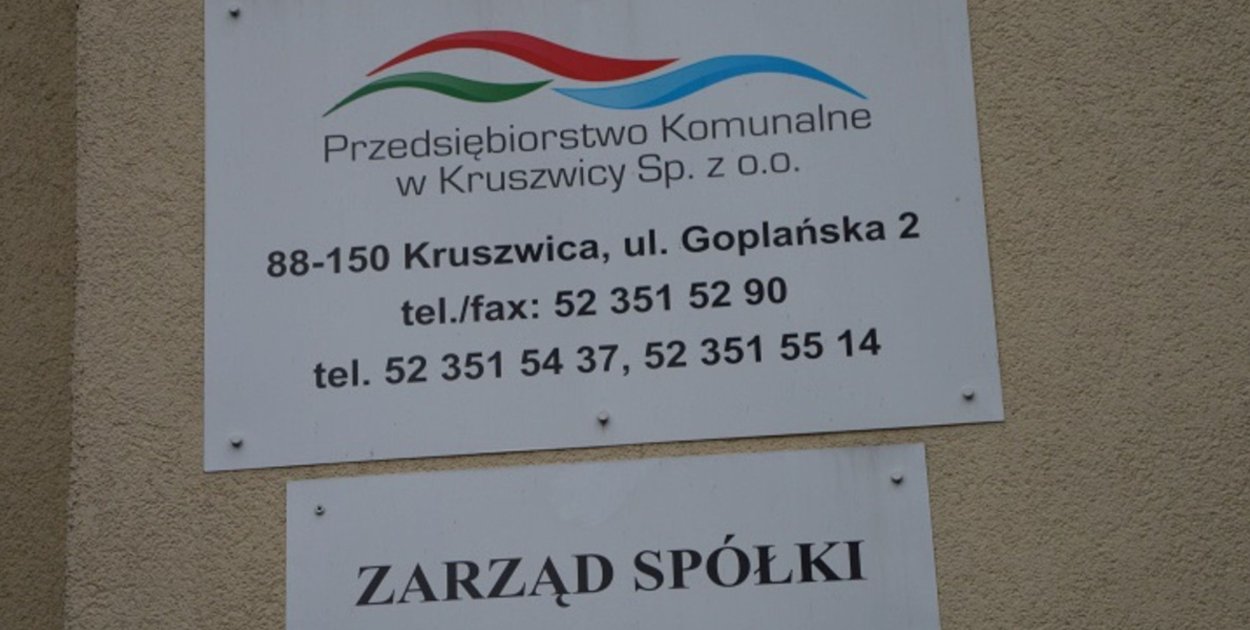 Przedsiębiorstwo Komunalne
w Kruszwicy Sp. z o.o.
88-150 Kruszwica, ul. Goplańska 2
tel./fax: 52 351 52 90
tel. 52 351 54 37, 52 351 55 14
ZARZĄD SPÓŁKI